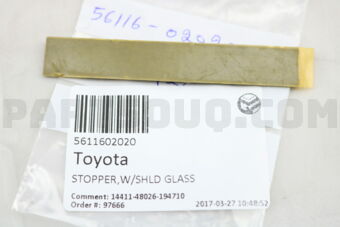 56116-0202
PARTSOUQ.COM
5611602020
Toyota
STOPPER,W/SHLD GLASS
Comment: 14411-48026-194710
Order #: 97666
2017-03-27 10:48:52